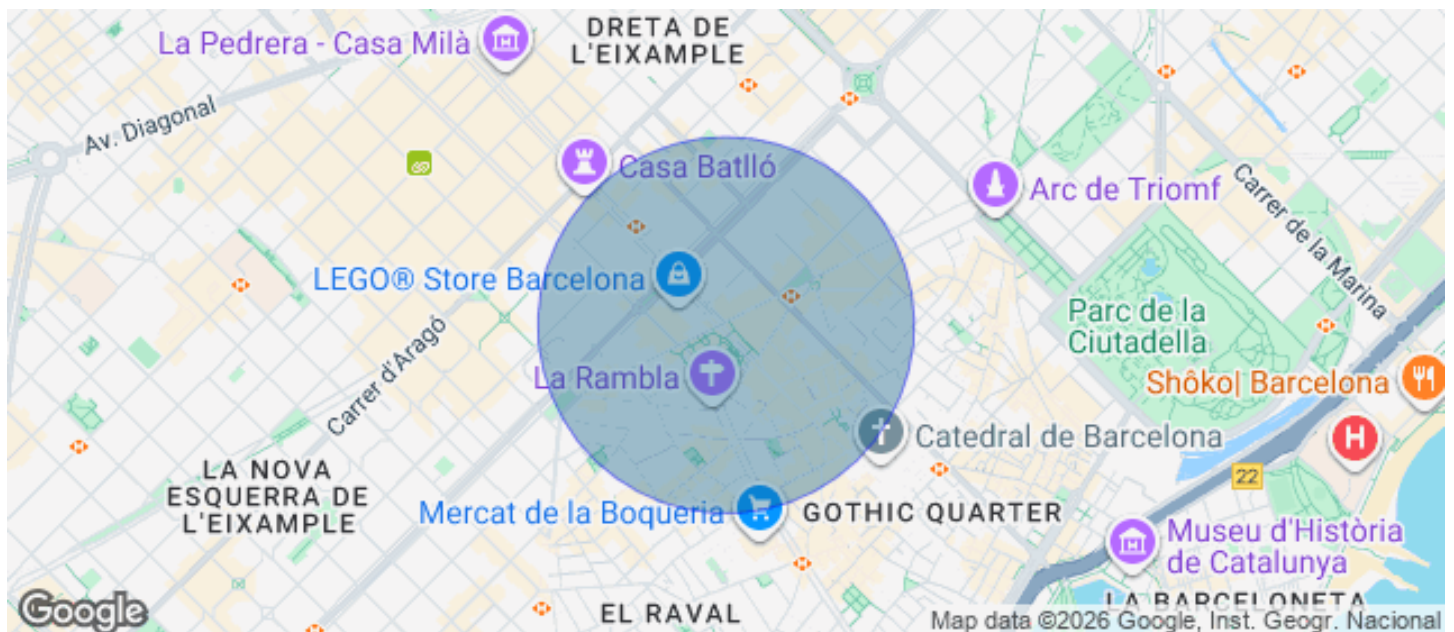 La Pedrera - Casa Milà
DRETA DE
L'EIXAMPLE
Av. Diagonal
Casa Batlló
Arc de Triomf
Carrer de la Marina
LEGO® Store Barcelona
Parc de la
Ciutadella
Carrer d'Aragó
La Rambla
Shôko| Barcelona
H
Catedral de Barcelona
22
LA NOVA
ESQUERRA DE
L'EIXAMPLE
Mercat de la Boqueria
GOTHIC QUARTER
Museu d'Història
de Catalunya
LA BARCELONETA
EL RAVAL
Google
Map data ©2026 Google, Inst. Geogr. Nacional